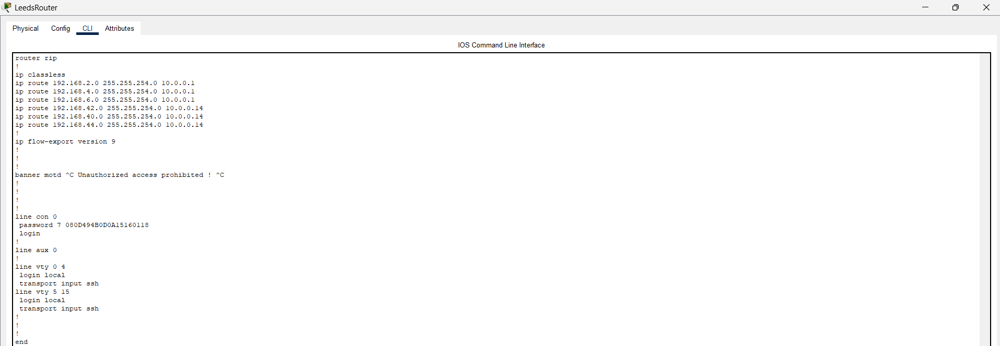 LeedsRouter
Physical Config CLI Attributes
IOS Command Line Interface
router rip
!
ip classless
ip route 192.168.2.0 255.255.254.0 10.0.0.1
ip route 192.168.4.0 255.255.254.0 10.0.0.1
ip route 192.168.6.0 255.255.254.0 10.0.0.1
ip route 192.168.42.0 255.255.254.0 10.0.0.14
ip route 192.168.40.0 255.255.254.0 10.0.0.14
ip route 192.168.44.0 255.255.254.0 10.0.0.14
!
ip flow-export version 9
!
!
!
banner motd ^C Unauthorized access prohibited ! ^C
!
!
!
!
line con 0
password 7 080D494B0D0A15160118
login
!
line aux 0
!
line vty 0 4
login local
transport input ssh
line vty 5 15
login local
transport input ssh
!
!
!
end